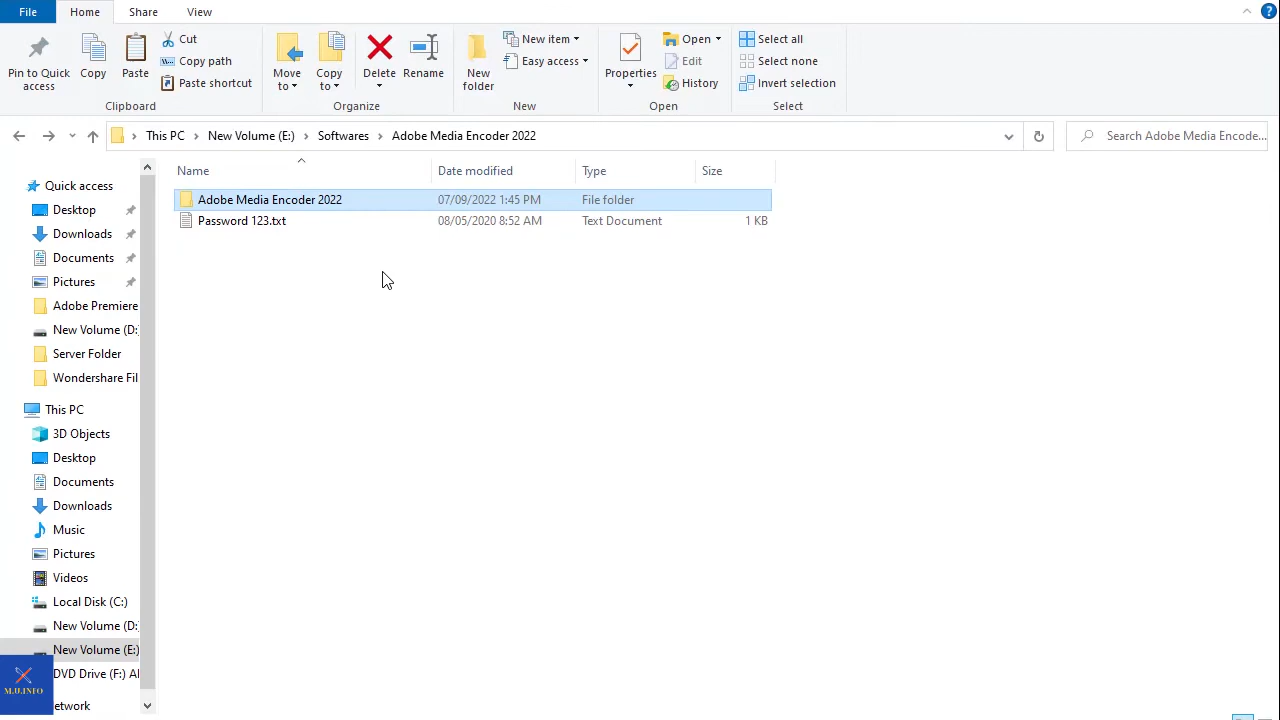 File Home Share View
Pin to Quick access
Copy
Paste
Cut
Copy path
Paste shortcut
Clipboard
Move to
Copy to
Delete
Rename
Organize
New folder
New item
Easy access
New
Properties
Open
Edit
History
Open
Select all
Select none
Invert selection
Select
This PC > New Volume (E:) > Softwares > Adobe Media Encoder 2022
Search Adobe Media Encode...
Name Date modified Type Size
Adobe Media Encoder 2022 07/09/2022 1:45 PM File folder
Password 123.txt 08/05/2020 8:52 AM Text Document 1 KB
Quick access
Desktop
Downloads
Documents
Pictures
Adobe Premiere
New Volume (D:
Server Folder
Wondershare Fil
This PC
3D Objects
Desktop
Documents
Downloads
Music
Pictures
Videos
Local Disk (C:)
New Volume (D:
New Volume (E:)
DVD Drive (F:) Al
etwork
M.U.INFO